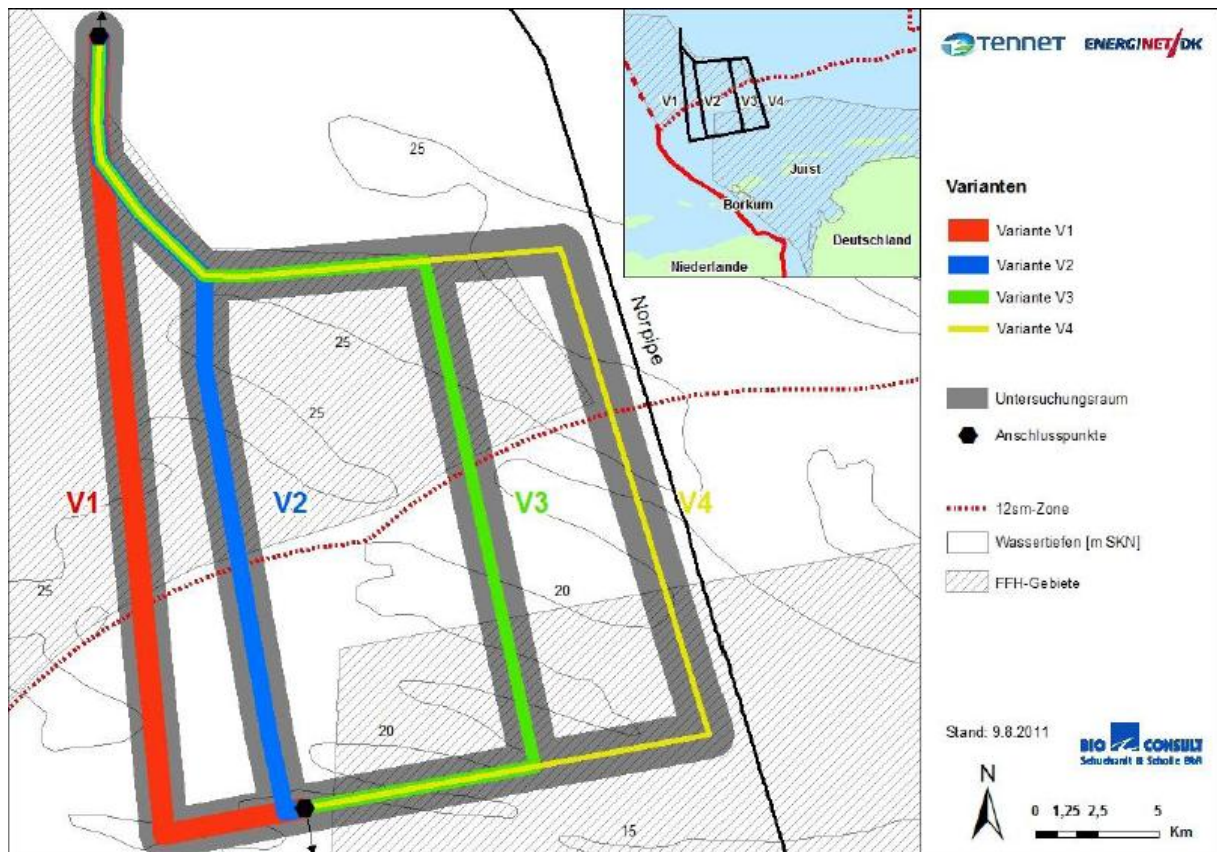 25
25
25
25
20
20
15
V1
V2
V3
V4
Norpipe
V1
V2
V3
V4
Juist
Borkum
Deutschland
Niederlande
TENNET
ENERGINET/DK
Varianten
Variante V1
Variante V2
Variante V3
Variante V4
Untersuchungsraum
Anschlusspunkte
12sm-Zone
Wassertiefen [m SKN]
FFH-Gebiete
Stand: 9.8.2011
BIO CONSULT
Schuchardt & Scholle GbR
N
0 1,25 2,5 5
Km